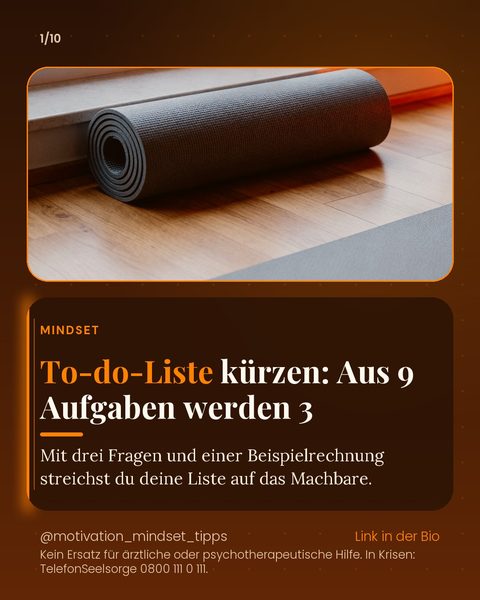 1/10
MINDSET
To-do-Liste kürzen: Aus 9
Aufgaben werden 3
Mit drei Fragen und einer Beispielrechnung
streichst du deine Liste auf das Machbare.
@motivation_mindset_tipps
Link in der Bio
Kein Ersatz für ärztliche oder psychotherapeutische Hilfe. In Krisen:
TelefonSeelsorge 0800 111 0 111.